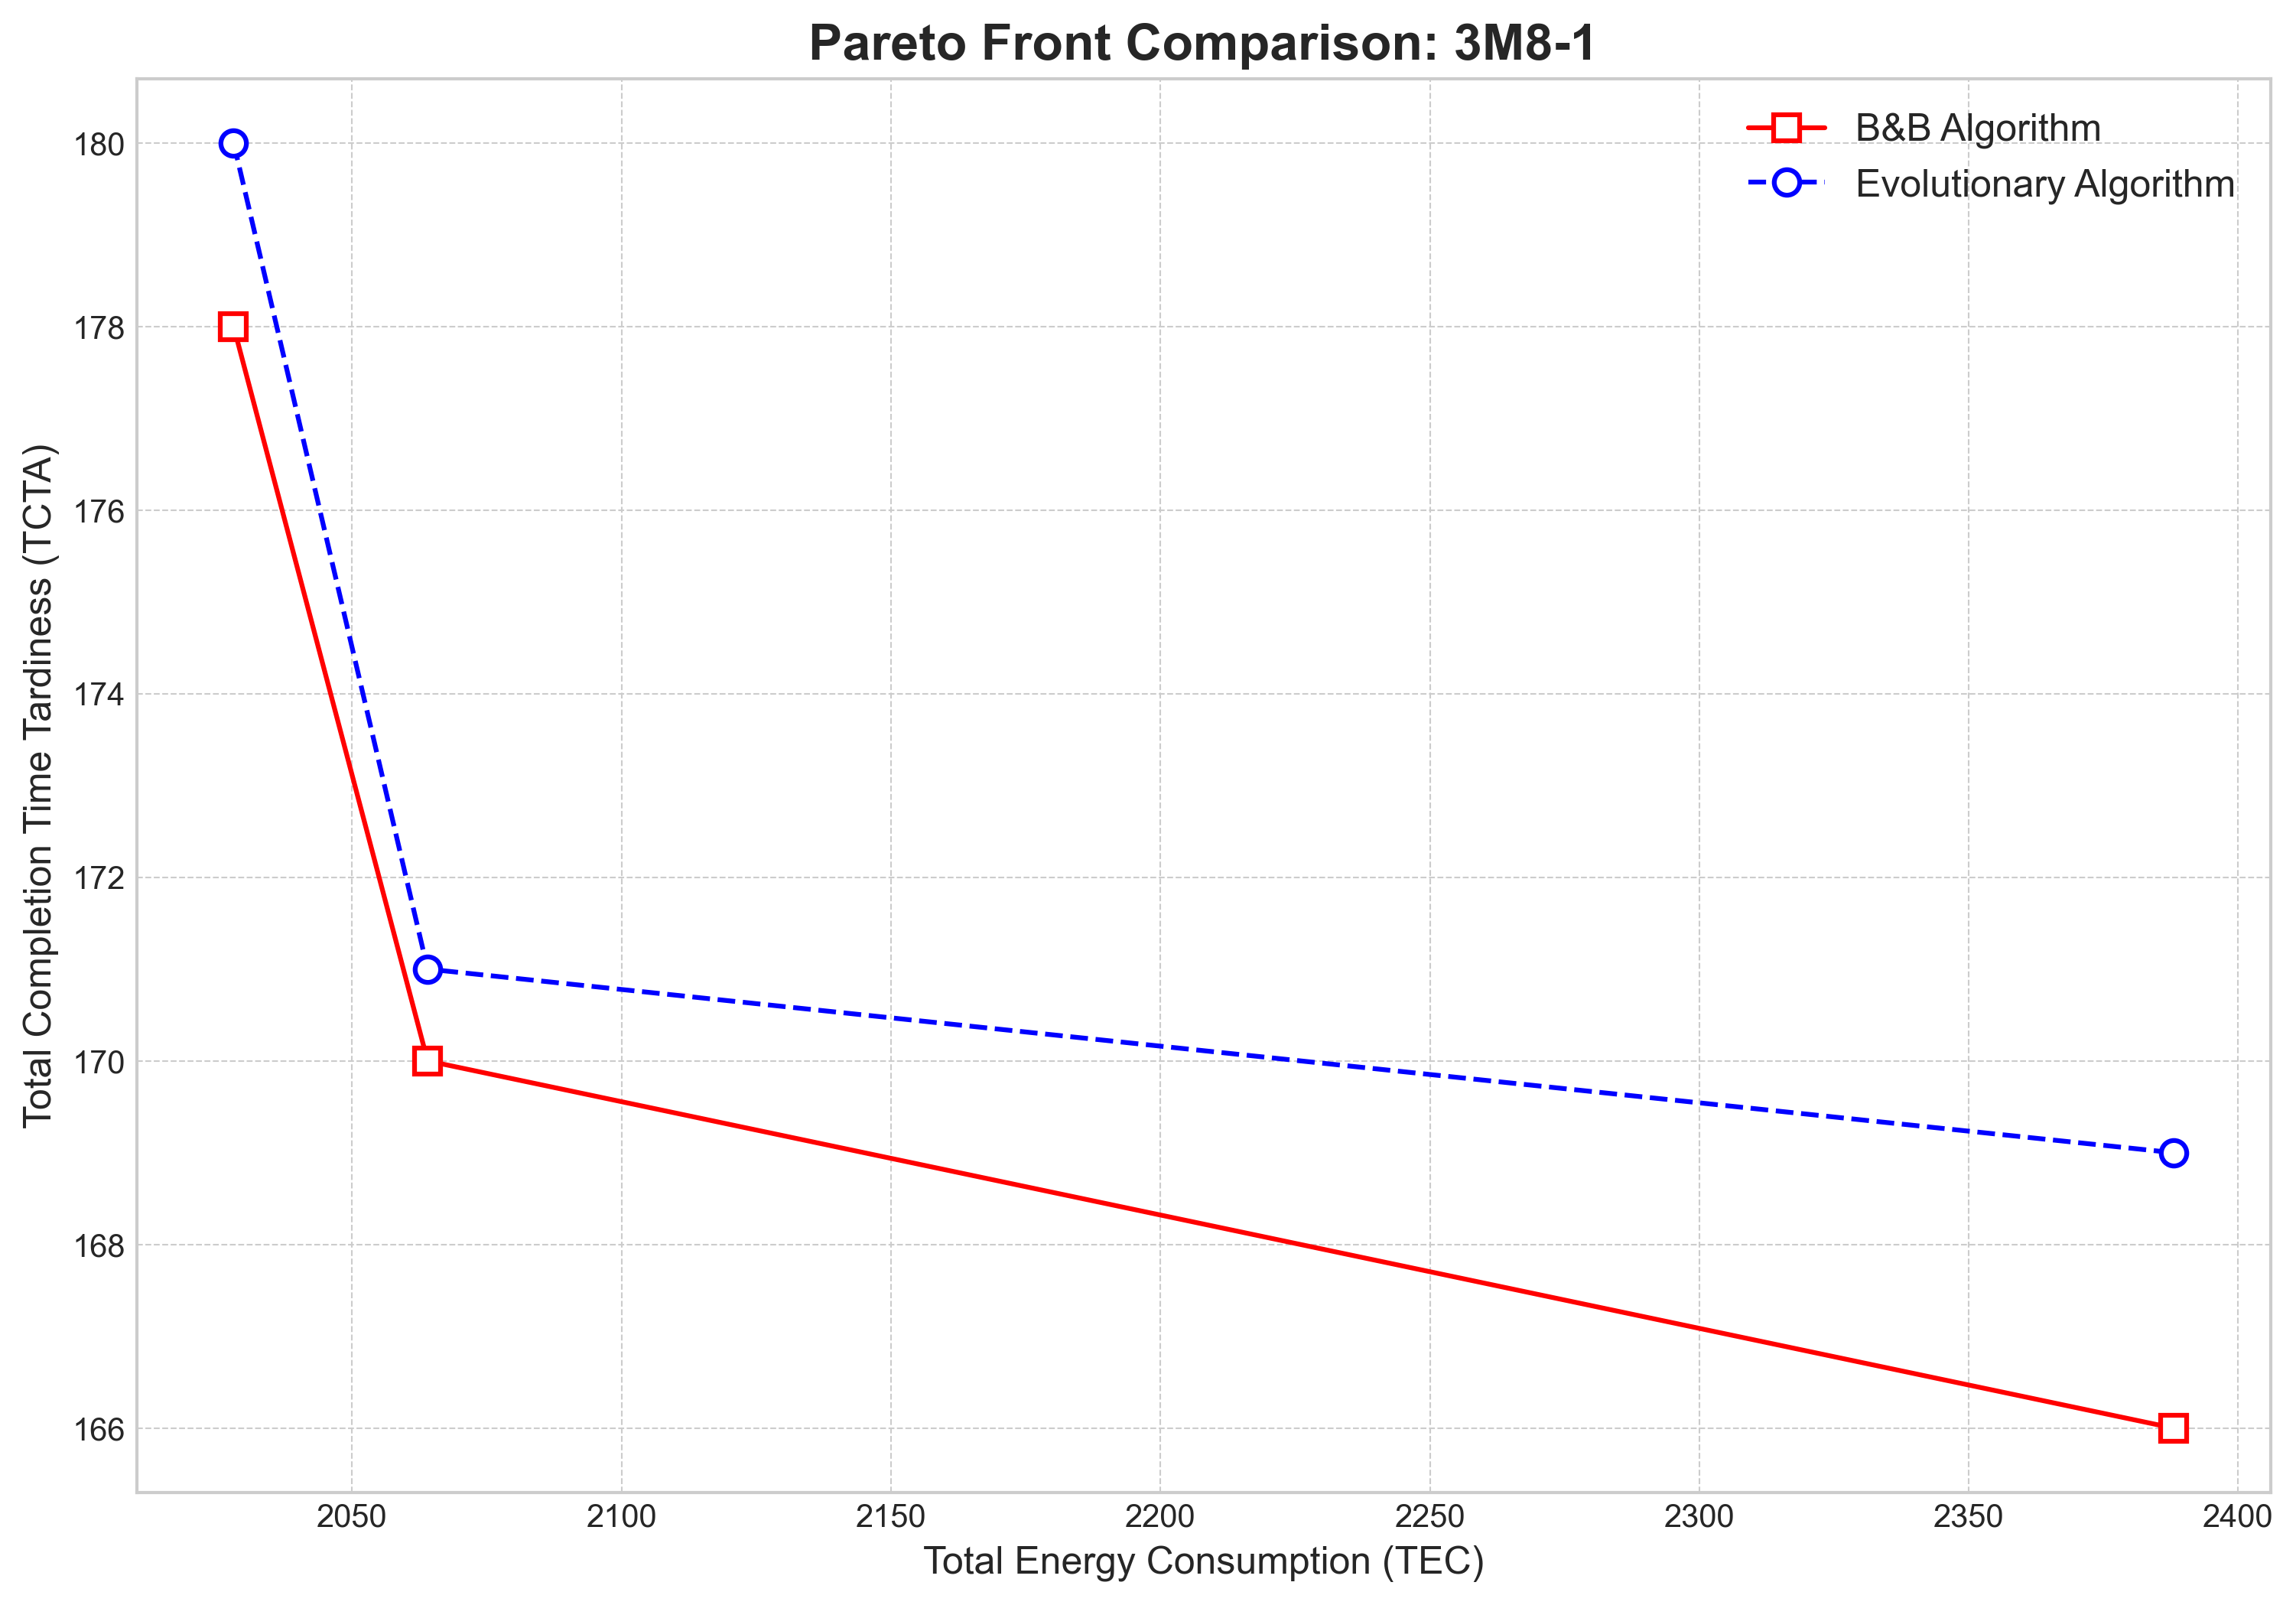 Pareto Front Comparison: 3M8-1
B&B Algorithm
Evolutionary Algorithm
Total Completion Time Tardiness (TCTA)
180
178
176
174
172
170
168
166
2050 2100 2150 2200 2250 2300 2350 2400
Total Energy Consumption (TEC)